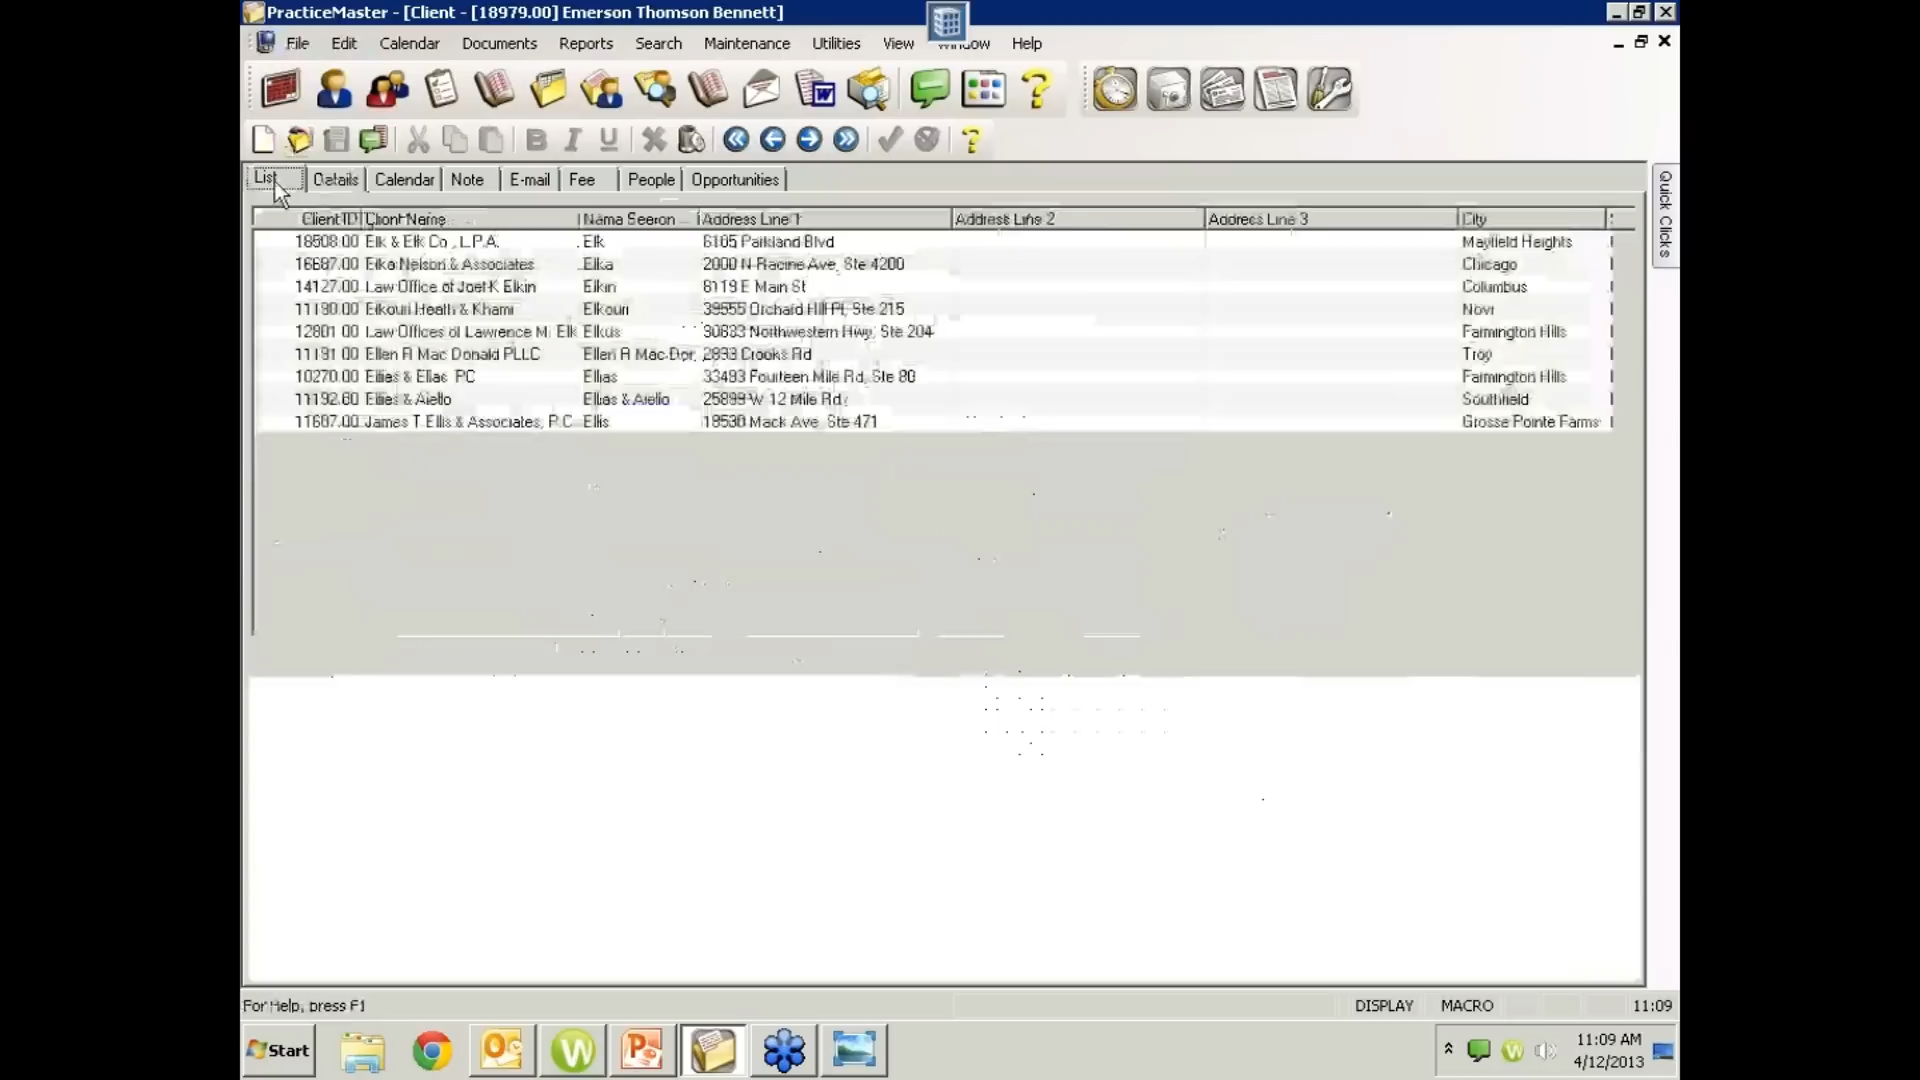 PracticeMaster - [Client - [18979.00] Emerson Thomson Bennett]
File Edit Calendar Documents Reports Search Maintenance Utilities View Window Help
List Details Calendar Note E-mail Fee People Opportunities
Client ID Client Name Name Search Address Line 1 Address Line 2 Address Line 3 City
18508.00 Elk & Elk Co., L.P.A. Elk 6105 Parkland Blvd Mayfield Heights
16687.00 Elka Nelson & Associates Elka 2000 N Racine Ave, Ste 4200 Chicago
14127.00 Law Office of Joel K Elkin Elkin 6119 E Main St Columbus
11190.00 Elkouri Heath & Khami Elkouri 39555 Orchard Hill Pl, Ste 215 Novi
12801.00 Law Offices of Lawrence M. Elk Elkus 30833 Northwestern Hwy, Ste 204 Farmington Hills
11191.00 Ellen R Mac Donald PLLC Ellen R Mac Dor 2833 Crooks Rd Troy
10270.00 Ellias & Elias PC Ellias 33493 Fourteen Mile Rd, Ste 80 Farmington Hills
11192.00 Ellias & Aiello Ellias & Aiello 25899 W 12 Mile Rd Southfield
11687.00 James T Ellis & Associates, P.C Ellis 18530 Mack Ave, Ste 471 Grosse Pointe Farms
Quick Clicks
For Help, press F1 DISPLAY MACRO 11:09
Start 11:09 AM
4/12/2013